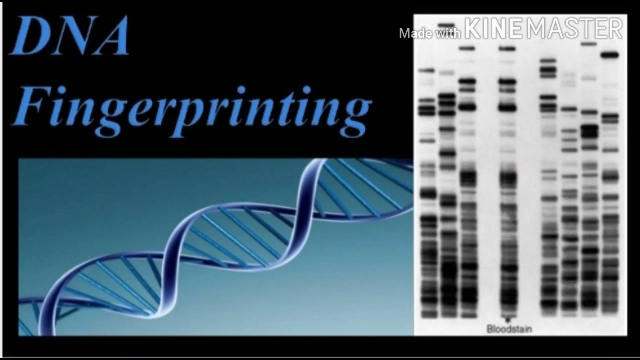 DNA
Fingerprinting
Made with KINEMASTER
Bloodstain